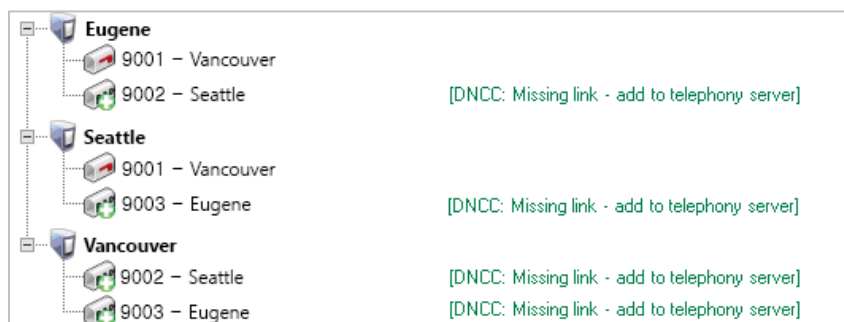 Eugene
9001 – Vancouver
9002 – Seattle [DNCC: Missing link - add to telephony server]
Seattle
9001 – Vancouver
9003 – Eugene [DNCC: Missing link - add to telephony server]
Vancouver
9002 – Seattle [DNCC: Missing link - add to telephony server]
9003 – Eugene [DNCC: Missing link - add to telephony server]